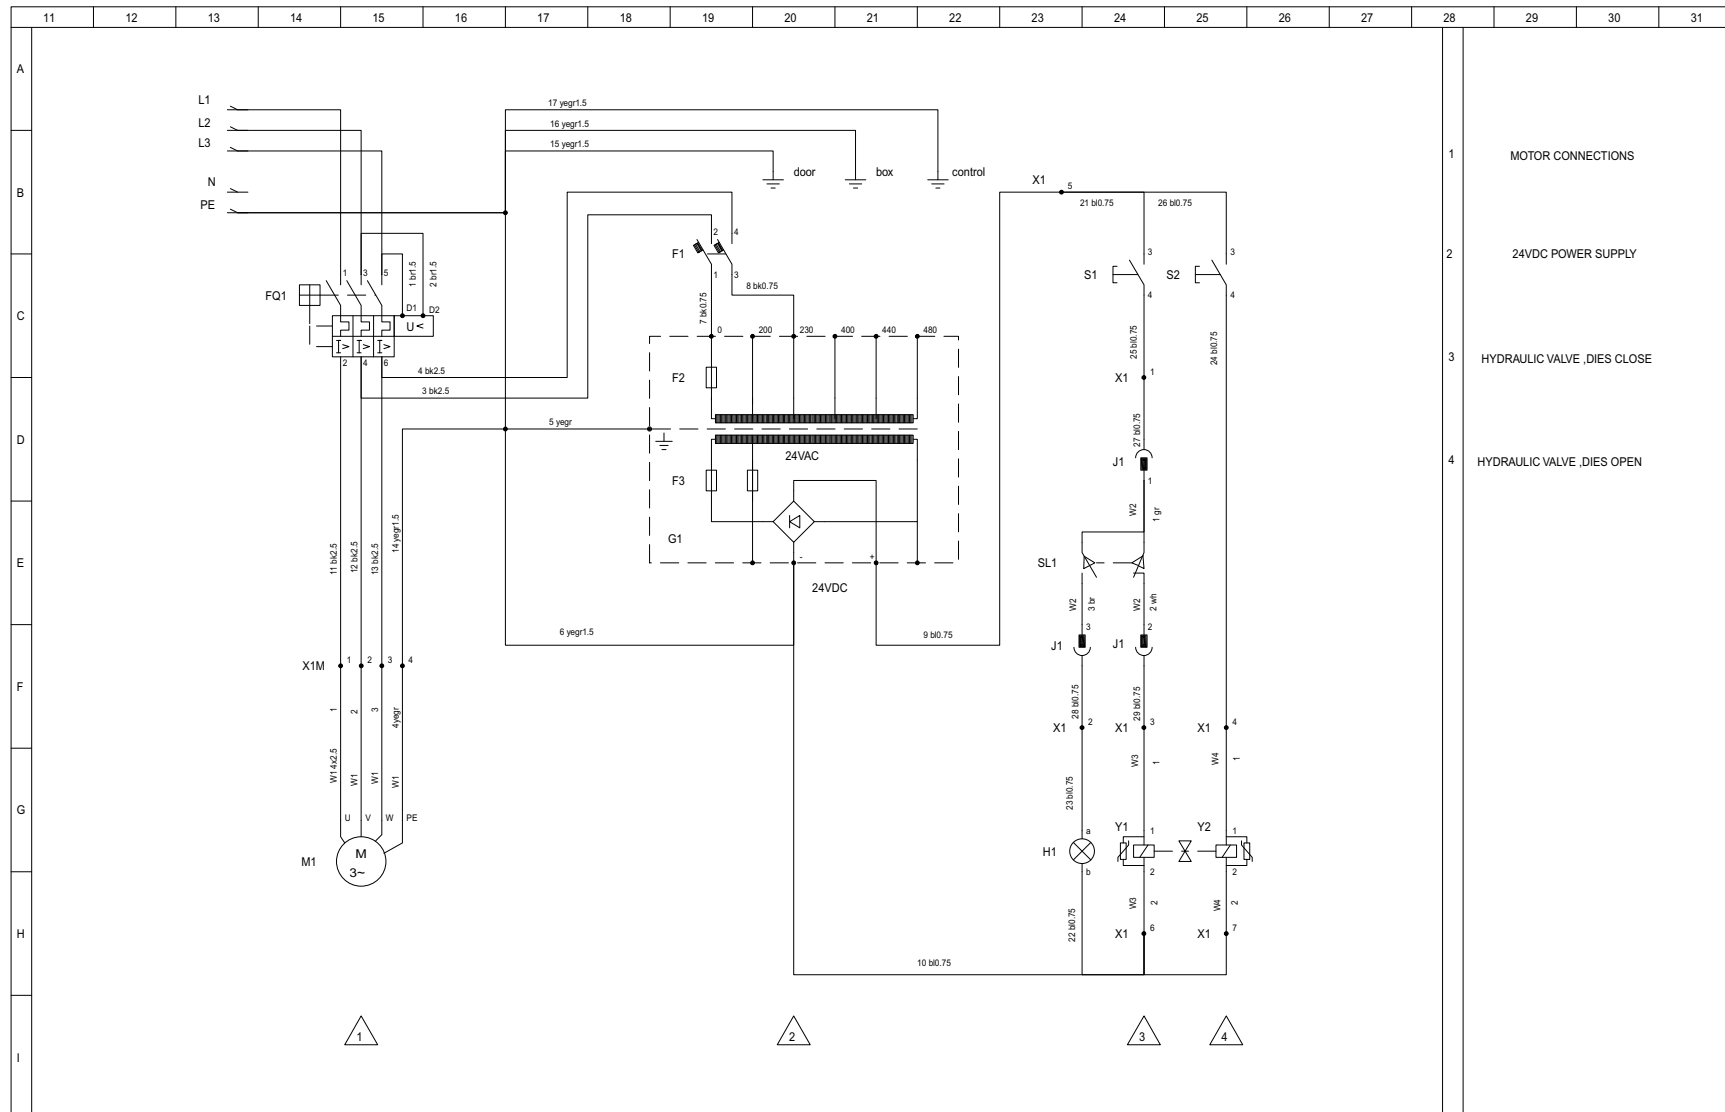 11 12 13 14 15 16 17 18 19 20 21 22 23 24 25 26 27 28 29 30 31
A
L1
17 yegr1.5
L2
16 yegr1.5
L3
15 yegr1.5
1 MOTOR CONNECTIONS
door box control
N
X1 5
B
PE
21 bl0.75 26 bl0.75
2 4
F1
3 3
2 24VDC POWER SUPPLY
1 3 5
1 br1.5
2 br1.5
1 3
S1 S2
8 bk0.75
FQ1
4 4
D1 D2
7 bk0.75
C
U<
0 200 230 400 440 480
I> I> I>
25 bl0.75
24 bl0.75
2 4 6
3 HYDRAULIC VALVE ,DIES CLOSE
4 bk2.5
F2
X1 1
3 bk2.5
5 yegr
27 bl0.75
D
24VAC
J1
4 HYDRAULIC VALVE ,DIES OPEN
F3
1
W2
1 gr
14 yegr1.5
G1
11 bk2.5
12 bk2.5
13 bk2.5
- +
E
SL1
24VDC
W2
3 br
W2
2 wh
6 yegr1.5
9 bl0.75
3 2
J1 J1
X1M 1 2 3 4
F
28 bl0.75
29 bl0.75
1
2
3
4yegr
X1 2 X1 3 X1 4
W1 4x2.5
W1
W1
W1
W3
1
W4
1
23 bl0.75
G
U V W PE
a
Y1 1
Y2 1
M1
M
3~
H1
b
2 2
W3
2
W4
2
22 bl0.75
H
X1 6 X1 7
10 bl0.75
1 2 3 4
I